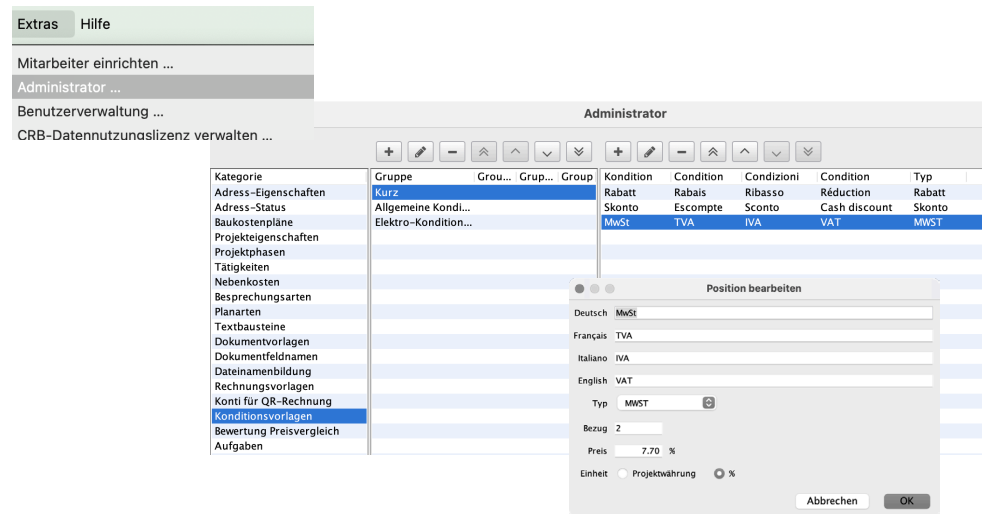 Extras Hilfe
Mitarbeiter einrichten ...
Administrator ...
Benutzerverwaltung ...
CRB-Datennutzungslizenz verwalten ...
Administrator
Kategorie
Adress-Eigenschaften
Adress-Status
Baukostenpläne
Projekteigenschaften
Projektphasen
Tätigkeiten
Nebenkosten
Besprechungsarten
Planarten
Textbausteine
Dokumentvorlagen
Dokumentfeldnamen
Dateinamenbildung
Rechnungsvorlagen
Konti für QR-Rechnung
Konditionsvorlagen
Bewertung Preisvergleich
Aufgaben
Gruppe Grou... Grup... Group
Kurz
Allgemeine Kondi...
Elektro-Kondition...
Kondition Condition Condizioni Condition Typ
Rabatt Rabais Ribasso Réduction Rabatt
Skonto Escompte Sconto Cash discount Skonto
MwSt TVA IVA VAT MWST
Position bearbeiten
Deutsch MwSt
Français TVA
Italiano IVA
English VAT
Typ MWST
Bezug 2
Preis 7.70 %
Einheit Projektwährung %
Abbrechen OK